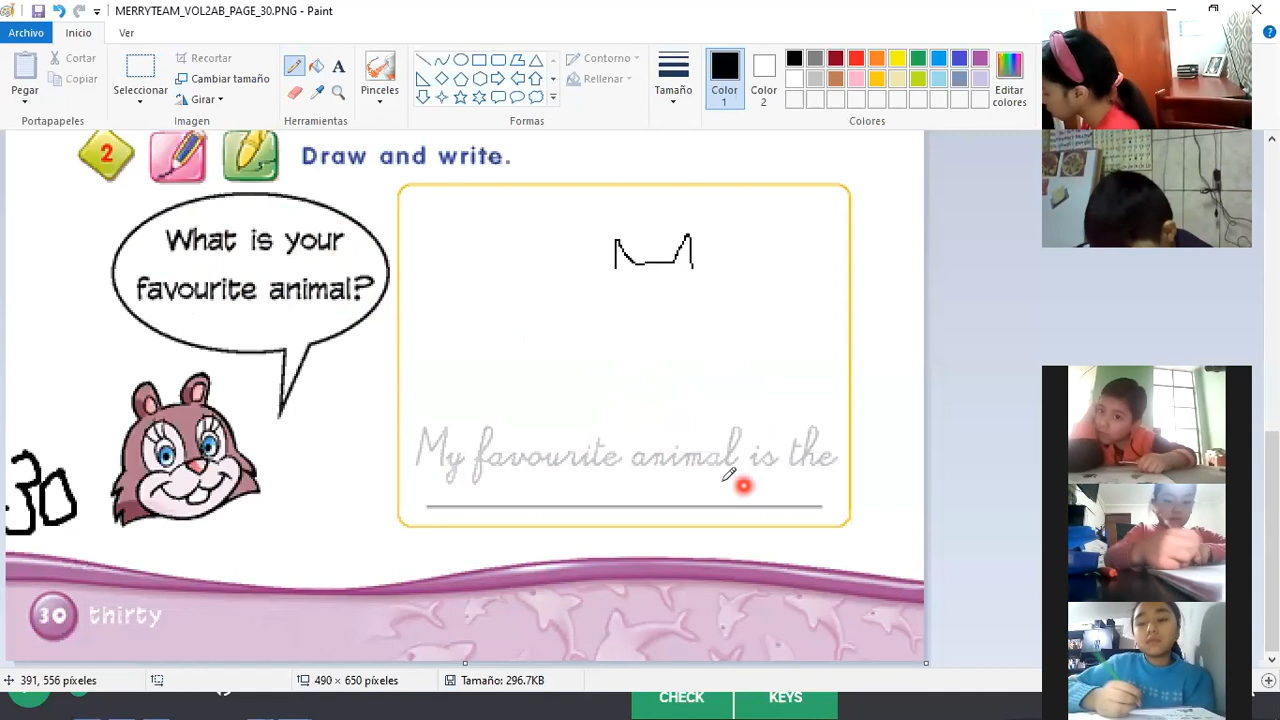 MERRYTEAM_VOL2AB_PAGE_30.PNG - Paint
Archivo Inicio Ver
Pegar
Cortar
Copiar
Portapapeles
Seleccionar
Recortar
Cambiar tamaño
Girar
Imagen
A
Herramientas
Pinceles
Contorno
Rellenar
Formas
Tamaño
Color 1
Color 2
Editar colores
Colores
2 Draw and write.
What is your
favourite animal?
My favourite animal is the
30
30 thirty
391, 556 píxeles
490 × 650 píxeles
Tamaño: 296.7KB
CHECK KEYS